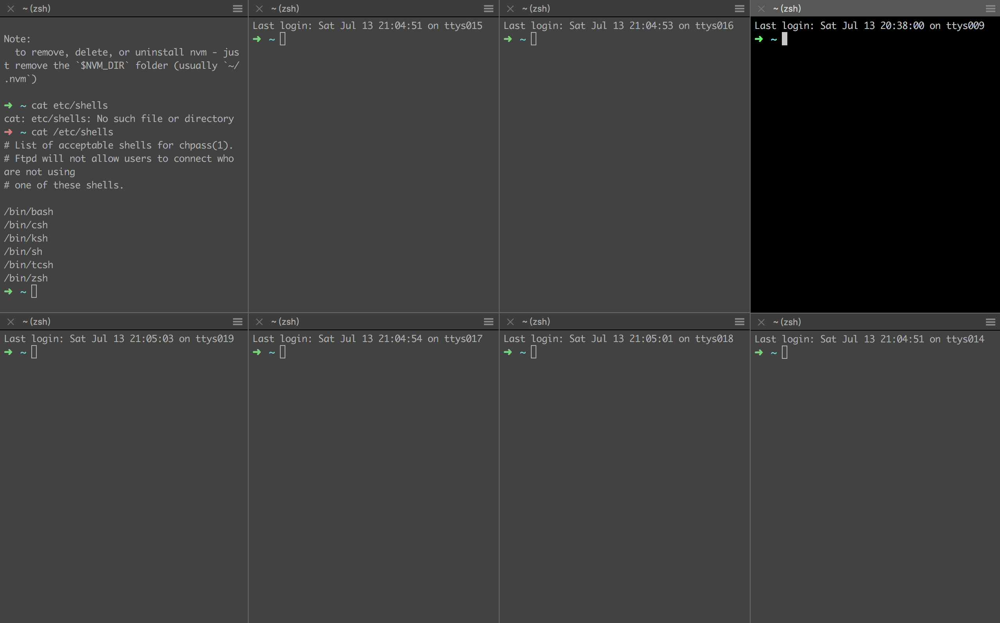 ~ (zsh)
Note:
  to remove, delete, or uninstall nvm - jus
t remove the `$NVM_DIR` folder (usually `~/
.nvm`)
➜  ~ cat etc/shells
cat: etc/shells: No such file or directory
➜  ~ cat /etc/shells
# List of acceptable shells for chpass(1).
# Ftpd will not allow users to connect who
are not using
# one of these shells.
/bin/bash
/bin/csh
/bin/ksh
/bin/sh
/bin/tcsh
/bin/zsh
➜  ~
~ (zsh)
Last login: Sat Jul 13 21:04:51 on ttys015
➜  ~
~ (zsh)
Last login: Sat Jul 13 21:04:53 on ttys016
➜  ~
~ (zsh)
Last login: Sat Jul 13 20:38:00 on ttys009
➜  ~
~ (zsh)
Last login: Sat Jul 13 21:05:03 on ttys019
➜  ~
~ (zsh)
Last login: Sat Jul 13 21:04:54 on ttys017
➜  ~
~ (zsh)
Last login: Sat Jul 13 21:05:01 on ttys018
➜  ~
~ (zsh)
Last login: Sat Jul 13 21:04:51 on ttys014
➜  ~